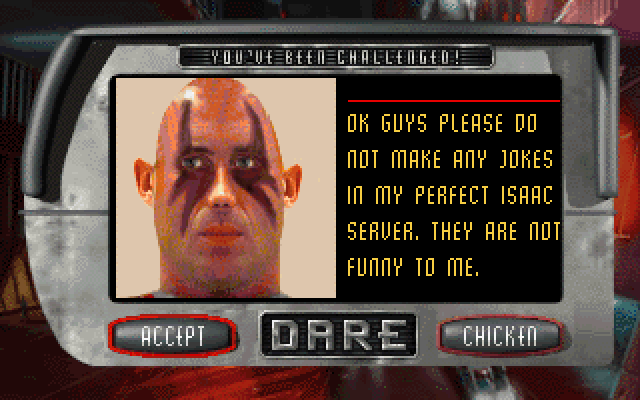 YOU'VE BEEN CHALLENGED!
OK GUYS PLEASE DO
NOT MAKE ANY JOKES
IN MY PERFECT ISAAC
SERVER. THEY ARE NOT
FUNNY TO ME.
ACCEPT
DARE
CHICKEN